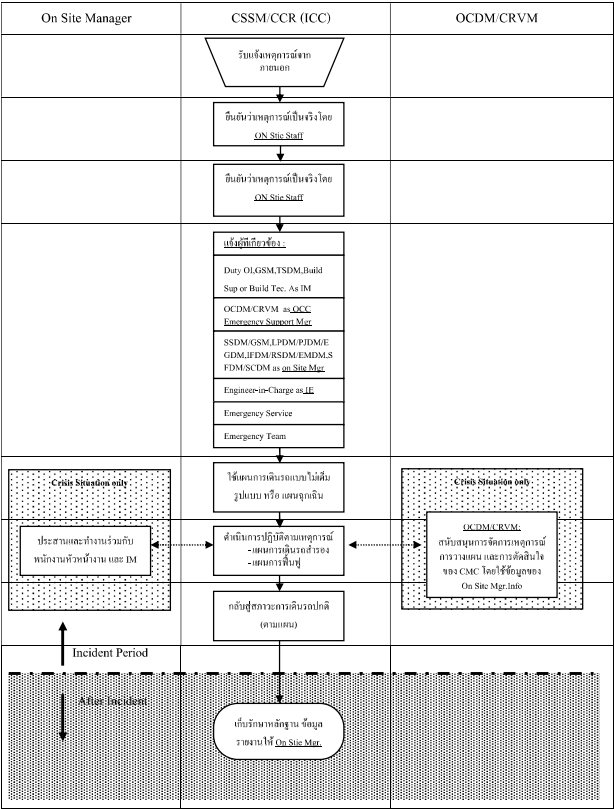 On Site Manager
CSSM/CCR (ICC)
OCDM/CRVM
รับแจ้งเหตุการณ์จาก
ภายนอก
ยืนยันว่าเหตุการณ์เป็นจริงโดย
ON Stie Staff
ยืนยันว่าเหตุการณ์เป็นจริงโดย
ON Stie Staff
แจ้งผู้ที่เกี่ยวข้อง :
Duty OI,GSM,TSDM,Build
Sup or Build Tec. As IM
OCDM/CRVM as OCC
Emergency Support Mgr
SSDM/GSM,LPDM/PJDM/E
GDM,IFDM/RSDM/EMDM,S
FDM/SCDM as on Site Mgr
Engineer-in-Charge as IE
Emergency Service
Emergency Team
ใช้แผนการเดินรถแบบไม่เต็ม
รูปแบบ หรือ แผนฉุกเฉิน
Crisis Situation only
ประสานและทำงานร่วมกับ
พนักงานหัวหน้างาน และ IM
ดำเนินการปฏิบัติตามเหตุการณ์
-แผนการเดินรถสำรอง
-แผนการฟื้นฟู
Crisis Situation only
OCDM/CRVM:
สนับสนุนการจัดการเหตุการณ์
การวางแผน และการตัดสินใจ
ของ CMC โดยใช้ข้อมูลของ
On Site Mgr.Info
กลับสู่สภาวะการเดินรถปกติ
(ตามแผน)
Incident Period
After Incident
เก็บรักษาหลักฐาน ข้อมูล
รายงานให้ On Stie Mgr.